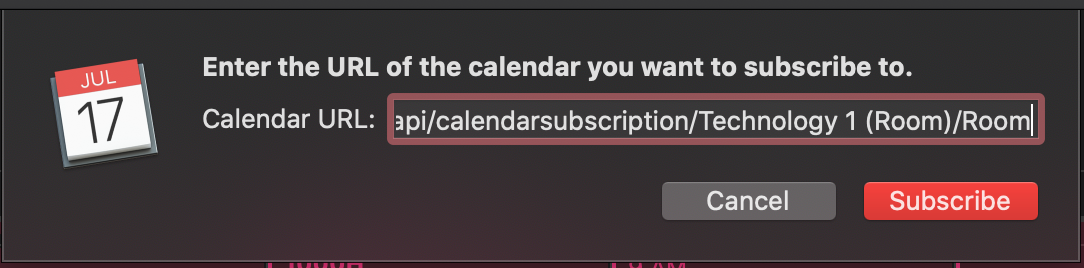 Enter the URL of the calendar you want to subscribe to.
JUL
17
Calendar URL: api/calendarsubscription/Technology 1 (Room)/Room
Cancel Subscribe